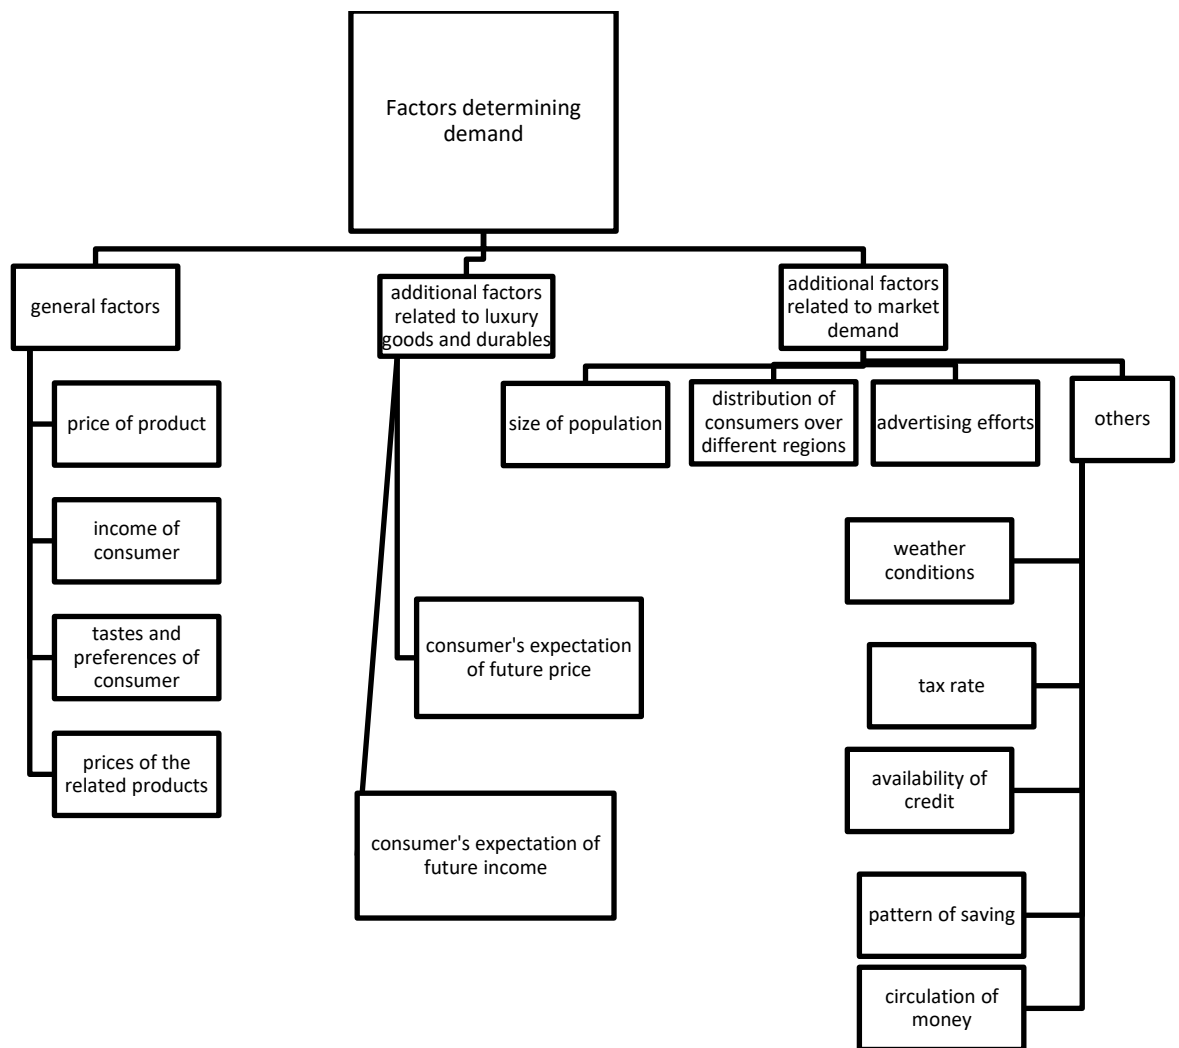 Factors determining
demand
general factors
additional factors
related to luxury
goods and durables
additional factors
related to market
demand
price of product
income of
consumer
tastes and
preferences of
consumer
prices of the
related products
consumer's expectation
of future price
consumer's expectation of
future income
size of population
distribution of
consumers over
different regions
advertising efforts
others
weather
conditions
tax rate
availability of
credit
pattern of saving
circulation of
money